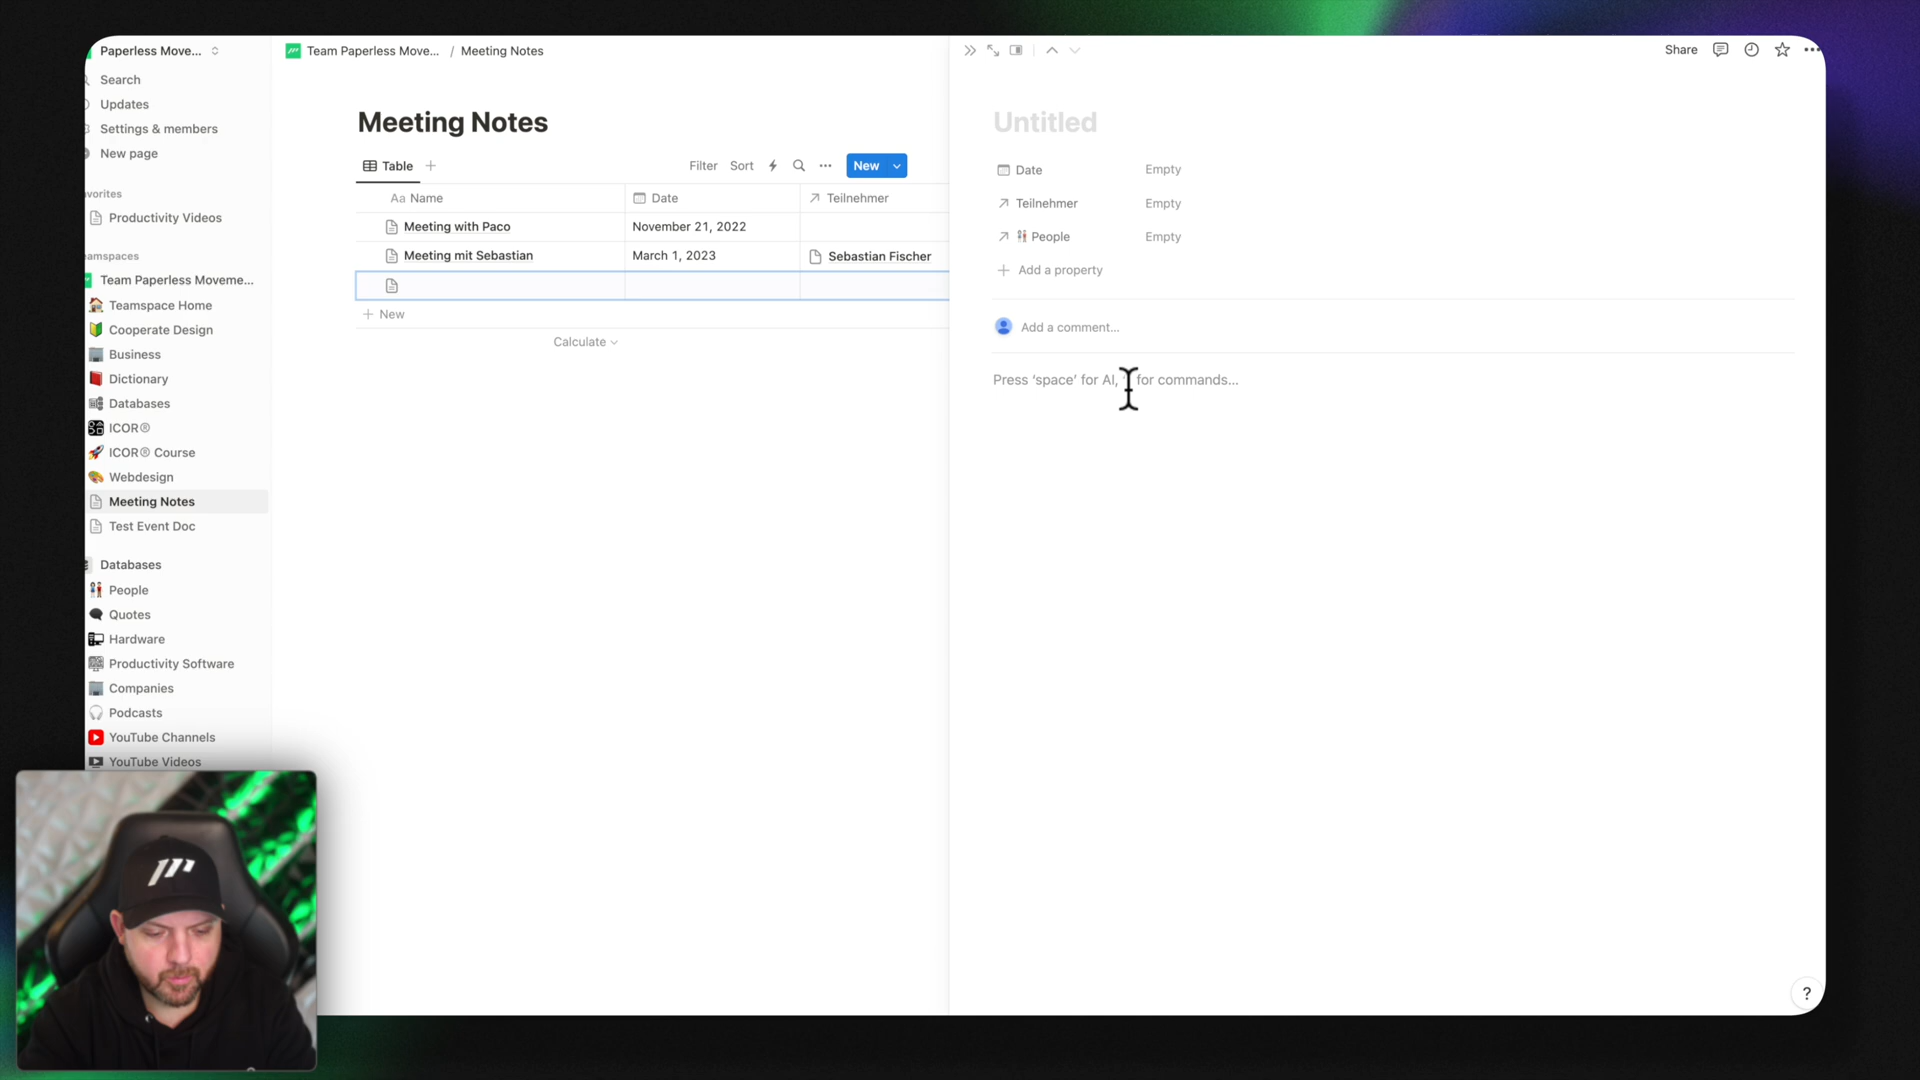 Paperless Move...
Search
Updates
Settings & members
New page
avorites
Productivity Videos
amspaces
Team Paperless Moveme...
Teamspace Home
Cooperate Design
Business
Dictionary
Databases
ICOR®
ICOR® Course
Webdesign
Meeting Notes
Test Event Doc
Databases
People
Quotes
Hardware
Productivity Software
Companies
Podcasts
YouTube Channels
YouTube Videos
Team Paperless Move... / Meeting Notes
Meeting Notes
Table
Filter Sort New
Aa Name Date Teilnehmer
Meeting with Paco November 21, 2022
Meeting mit Sebastian March 1, 2023 Sebastian Fischer
New
Calculate
Share
Untitled
Date Empty
Teilnehmer Empty
People Empty
Add a property
Add a comment...
Press ‘space’ for AI, for commands...
?